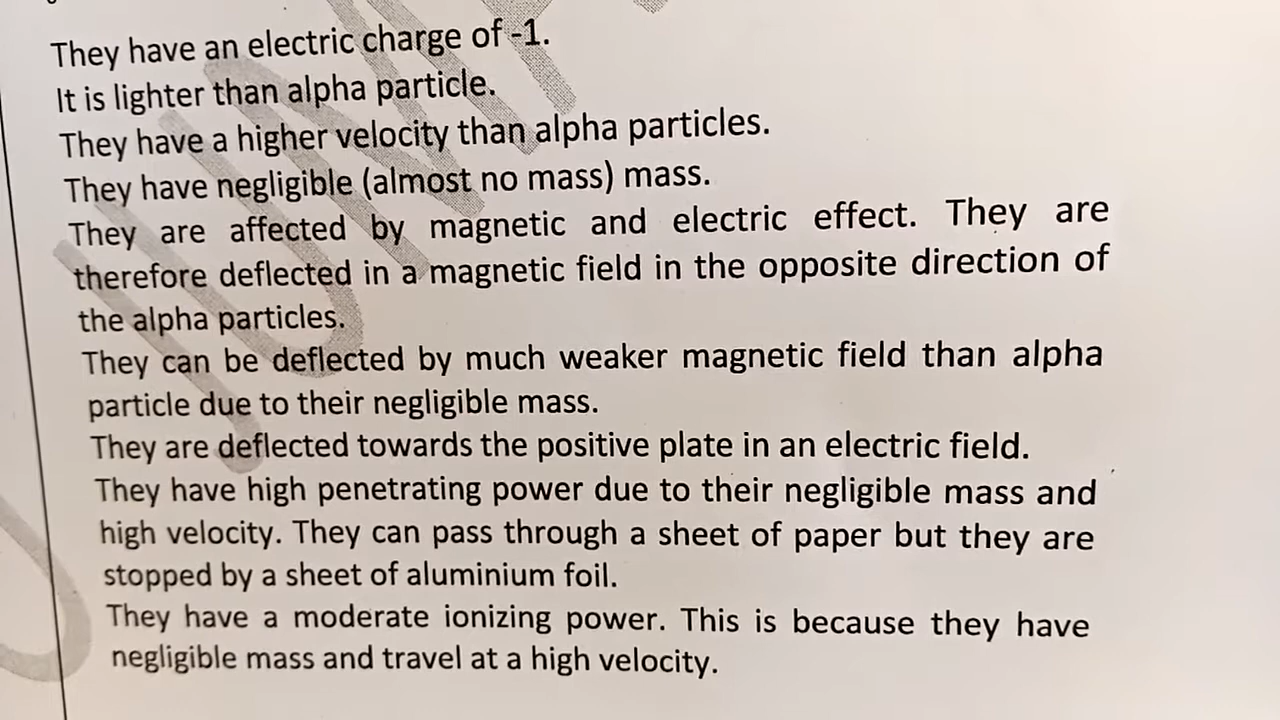 They have an electric charge of -1.
It is lighter than alpha particle.
They have a higher velocity than alpha particles.
They have negligible (almost no mass) mass.
They are affected by magnetic and electric effect. They are
therefore deflected in a magnetic field in the opposite direction of
the alpha particles.
They can be deflected by much weaker magnetic field than alpha
particle due to their negligible mass.
They are deflected towards the positive plate in an electric field.
They have high penetrating power due to their negligible mass and
high velocity. They can pass through a sheet of paper but they are
stopped by a sheet of aluminium foil.
They have a moderate ionizing power. This is because they have
negligible mass and travel at a high velocity.